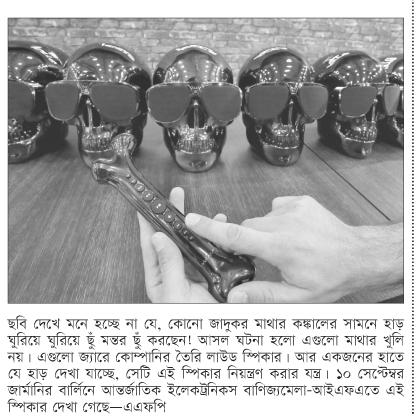 ছবি দেখে মনে হচ্ছে না যে, কোনো জাদুকর মাথার কঙ্কালের সামনে হাড়
ঘুরিয়ে ঘুরিয়ে ছুঁ মন্তর ছুঁ করছেন! আসল ঘটনা হলো এগুলো মাথার খুলি
নয়। এগুলো জ্যারে কোম্পানির তৈরি লাউড স্পিকার। আর একজনের হাতে
যে হাড় দেখা যাচ্ছে, সেটি এই স্পিকার নিয়ন্ত্রণ করার যন্ত্র। ১০ সেপ্টেম্বর
জার্মানির বার্লিনে আন্তর্জাতিক ইলেকট্রনিকস বাণিজ্যমেলা-আইএফএতে এই
স্পিকার দেখা গেছে—এএফপি